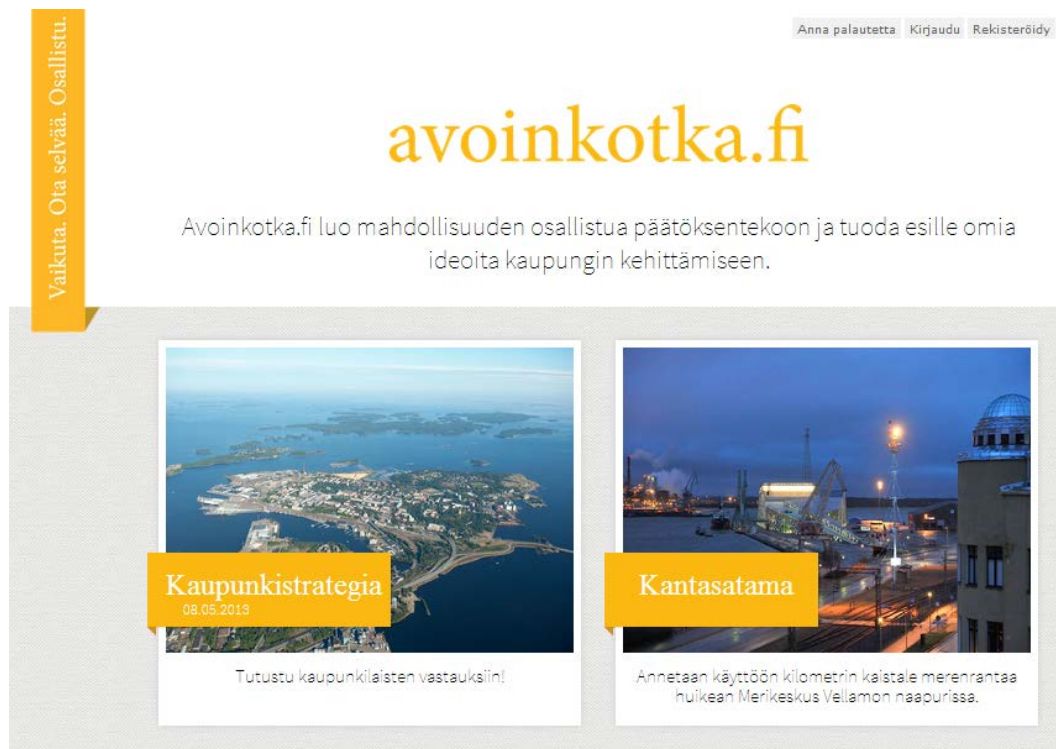 Vaikuta. Ota selvää. Osallistu.
Anna palautetta Kirjaudu Rekisteröidy
avoinkotka.fi
Avoinkotka.fi luo mahdollisuuden osallistua päätöksentekoon ja tuoda esille omia
ideoita kaupungin kehittämiseen.
Kaupunkistrategia
08.05.2013
Tutustu kaupunkilaisten vastauksiin!
Kantasatama
Annetaan käyttöön kilometrin kaistale merenrantaa
huikean Merikeskus Vellamon naapurissa.